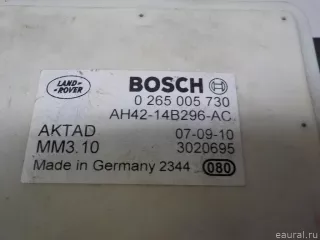 LAND-
ROVER
BOSCH
0 265 005 730
AH42-14B296-AC
AKTAD 07-09-10
MM3.10 3020695
Made in Germany 2344 080
eaural.ru